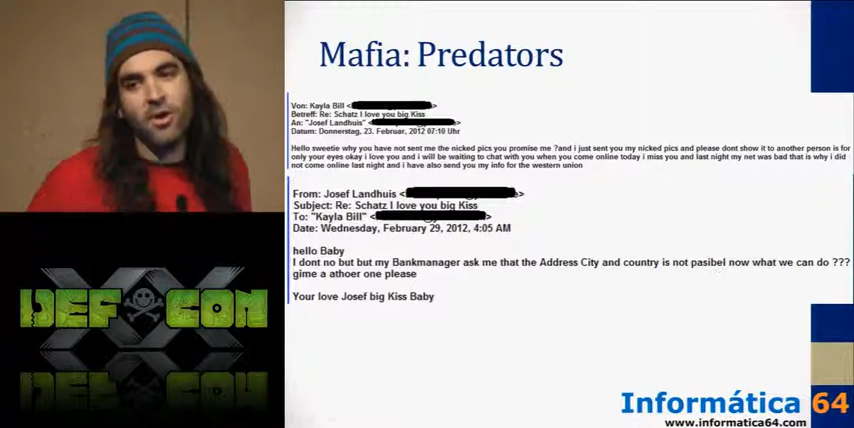 Mafia: Predators
Von: Kayla Bill < >
Betreff: Re: Schatz I love you big Kiss
An: "Josef Landhuis" < e>
Datum: Donnerstag, 23. Februar, 2012 07:10 Uhr
Hello sweetie why you have not sent me the nicked pics you promise me ?and i just sent you my nicked pics and please dont show it to another person is for
only your eyes okay i love you and i will be waiting to chat with you when you come online today i miss you and last night my net was bad that is why i did
not come online last night and i have also send you my info for the western union
From: Josef Landhuis < >
Subject: Re: Schatz I love you big Kiss
To: "Kayla Bill" < >
Date: Wednesday, February 29, 2012, 4:05 AM
hello Baby
I dont no but but my Bankmanager ask me that the Address City and country is not pasibel now what we can do ???
gime a athoer one please
Your love Josef big Kiss Baby
DEF CON
XX
Informática 64
www.informatica64.com